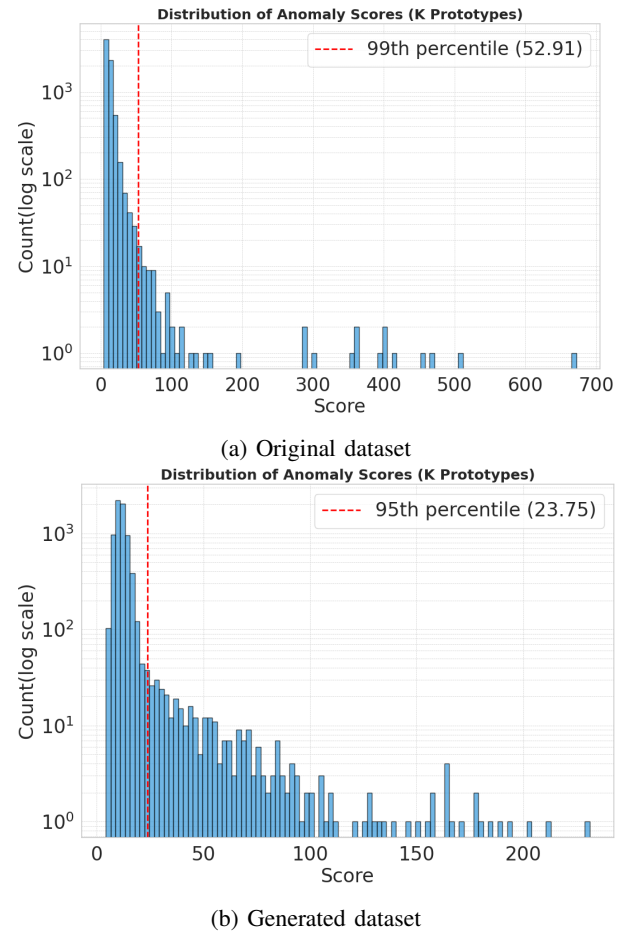 Distribution of Anomaly Scores (K Prototypes)
99th percentile (52.91)
Count(log scale)
10³
10²
10¹
10⁰
0 100 200 300 400 500 600 700
Score
(a) Original dataset
Distribution of Anomaly Scores (K Prototypes)
95th percentile (23.75)
Count(log scale)
10³
10²
10¹
10⁰
0 50 100 150 200
Score
(b) Generated dataset